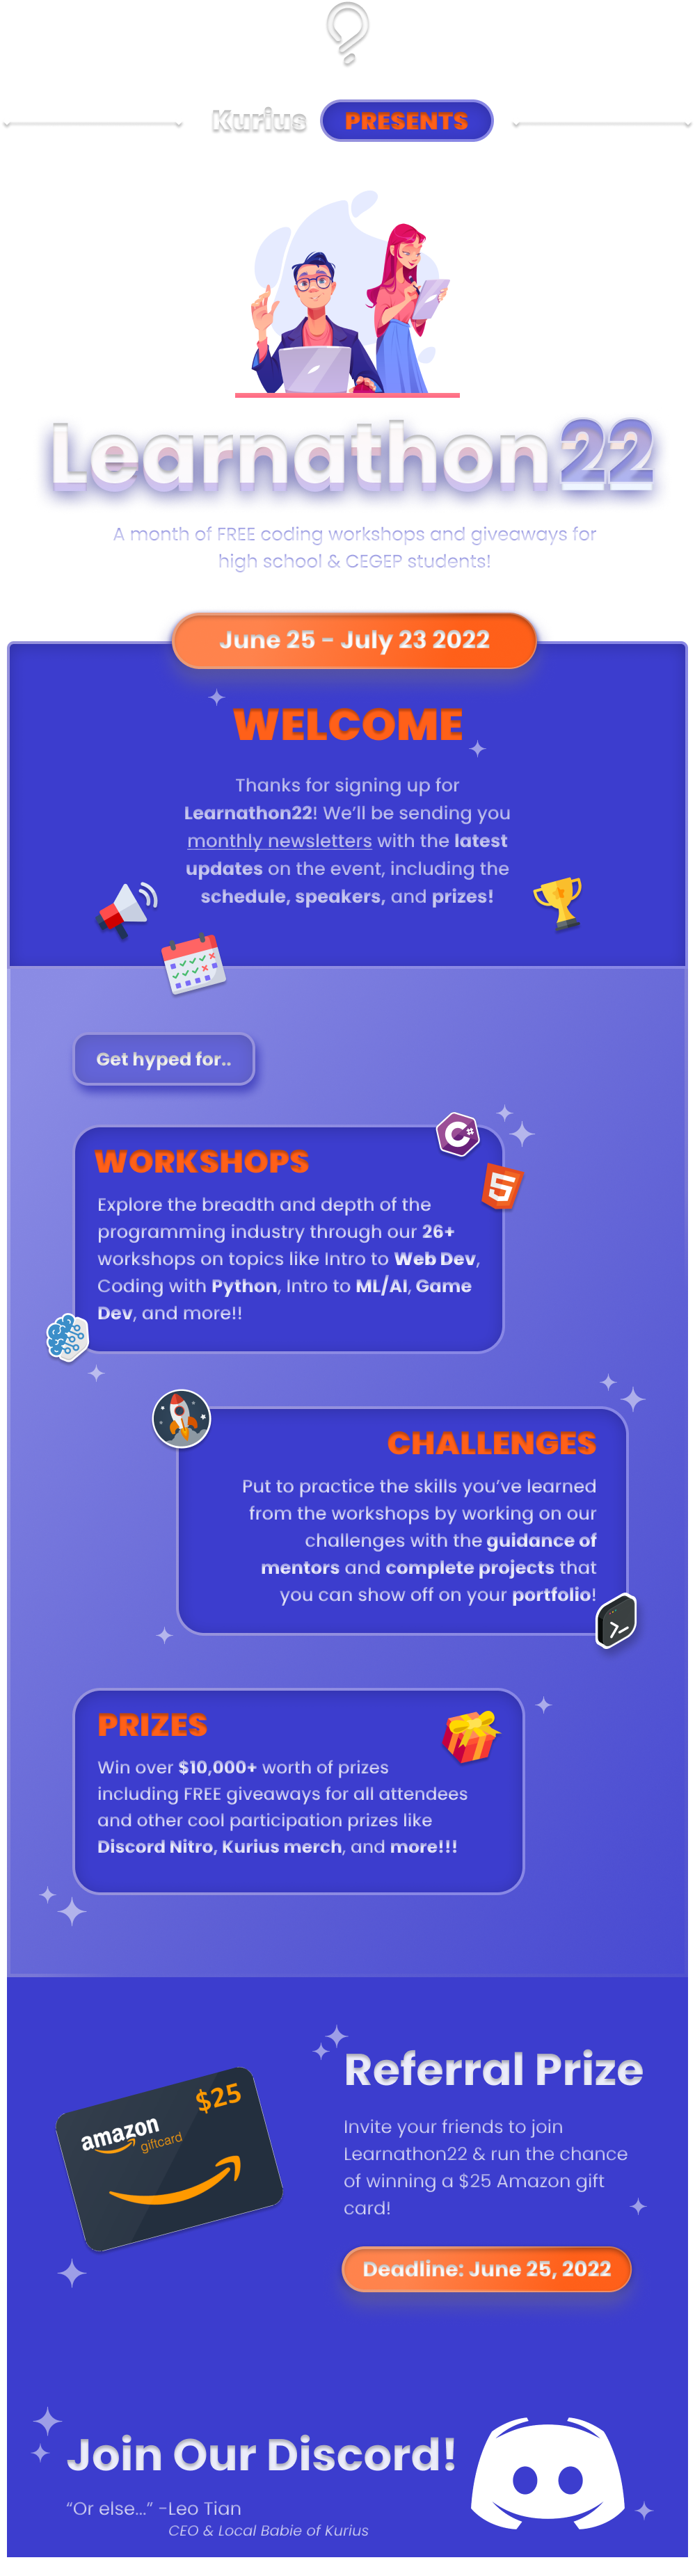 Kurius PRESENTS
Learnathon 22
A month of FREE coding workshops and giveaways for
high school & CEGEP students!
June 25 - July 23 2022
WELCOME
Thanks for signing up for
Learnathon22! We'll be sending you
monthly newsletters with the latest
updates on the event, including the
schedule, speakers, and prizes!
Get hyped for..
C#
5
WORKSHOPS
Explore the breadth and depth of the
programming industry through our 26+
workshops on topics like Intro to Web Dev,
Coding with Python, Intro to ML/AI, Game
Dev, and more!!
CHALLENGES
Put to practice the skills you've learned
from the workshops by working on our
challenges with the guidance of
mentors and complete projects that
you can show off on your portfolio!
PRIZES
Win over $10,000+ worth of prizes
including FREE giveaways for all attendees
and other cool participation prizes like
Discord Nitro, Kurius merch, and more!!!
$25
amazon
giftcard
Referral Prize
Invite your friends to join
Learnathon22 & run the chance
of winning a $25 Amazon gift
card!
Deadline: June 25, 2022
Join Our Discord!
"Or else..." -Leo Tian
CEO & Local Babie of Kurius